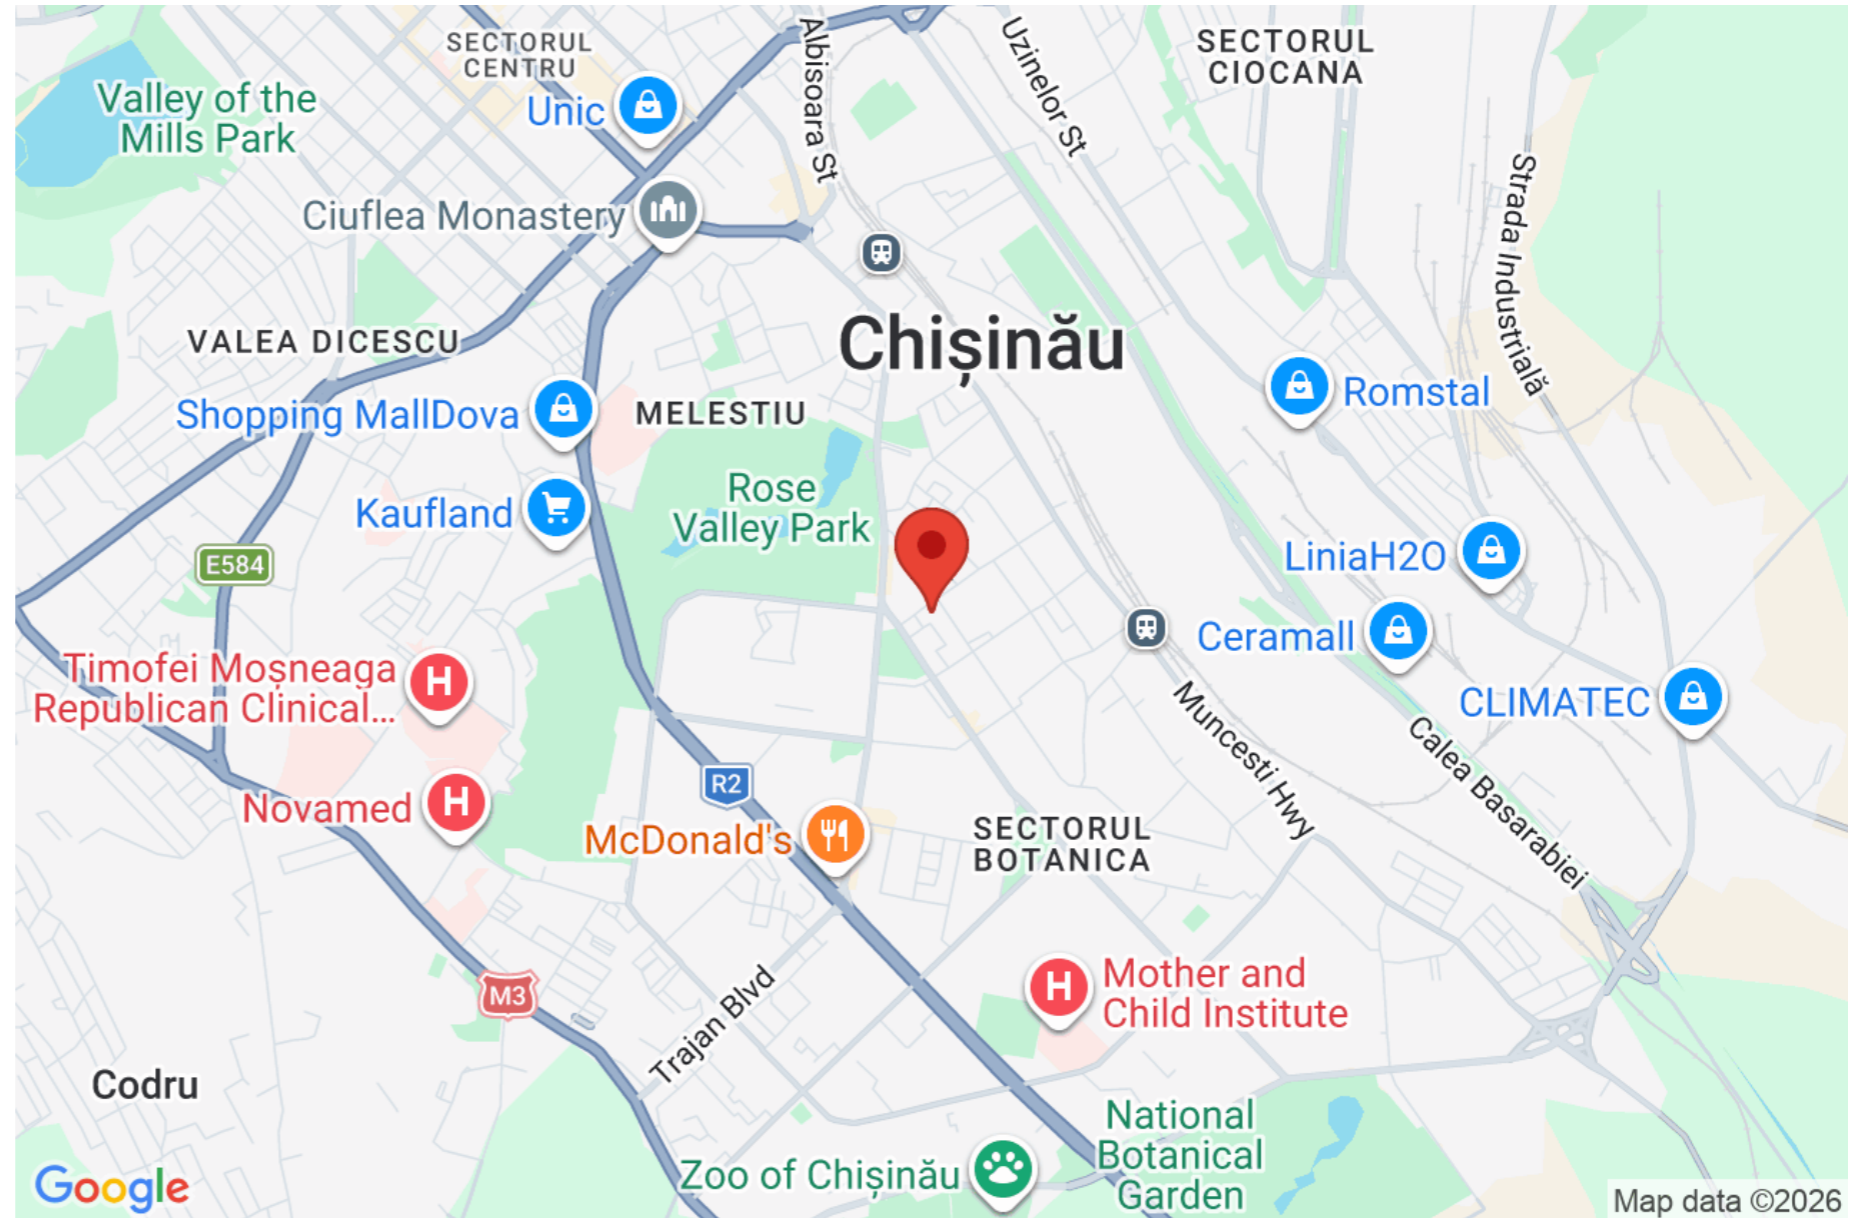 SECTORUL
CENTRU
Albisoara St
Uzinelor St
SECTORUL
CIOCANA
Valley of the
Mills Park
Unic
Ciuflea Monastery
Strada Industrială
VALEA DICESCU
Chișinău
Shopping MallDova
MELESTIU
Romstal
Kaufland
Rose
Valley Park
E584
LiniaH2O
Ceramall
Timofei Moșneaga
Republican Clinical...
H
CLIMATEC
Muncesti Hwy
Calea Basarabiei
R2
Novamed
H
McDonald's
SECTORUL
BOTANICA
M3
Trajan Blvd
H
Mother and
Child Institute
Codru
National
Botanical
Garden
Zoo of Chișinău
Google
Map data ©2026